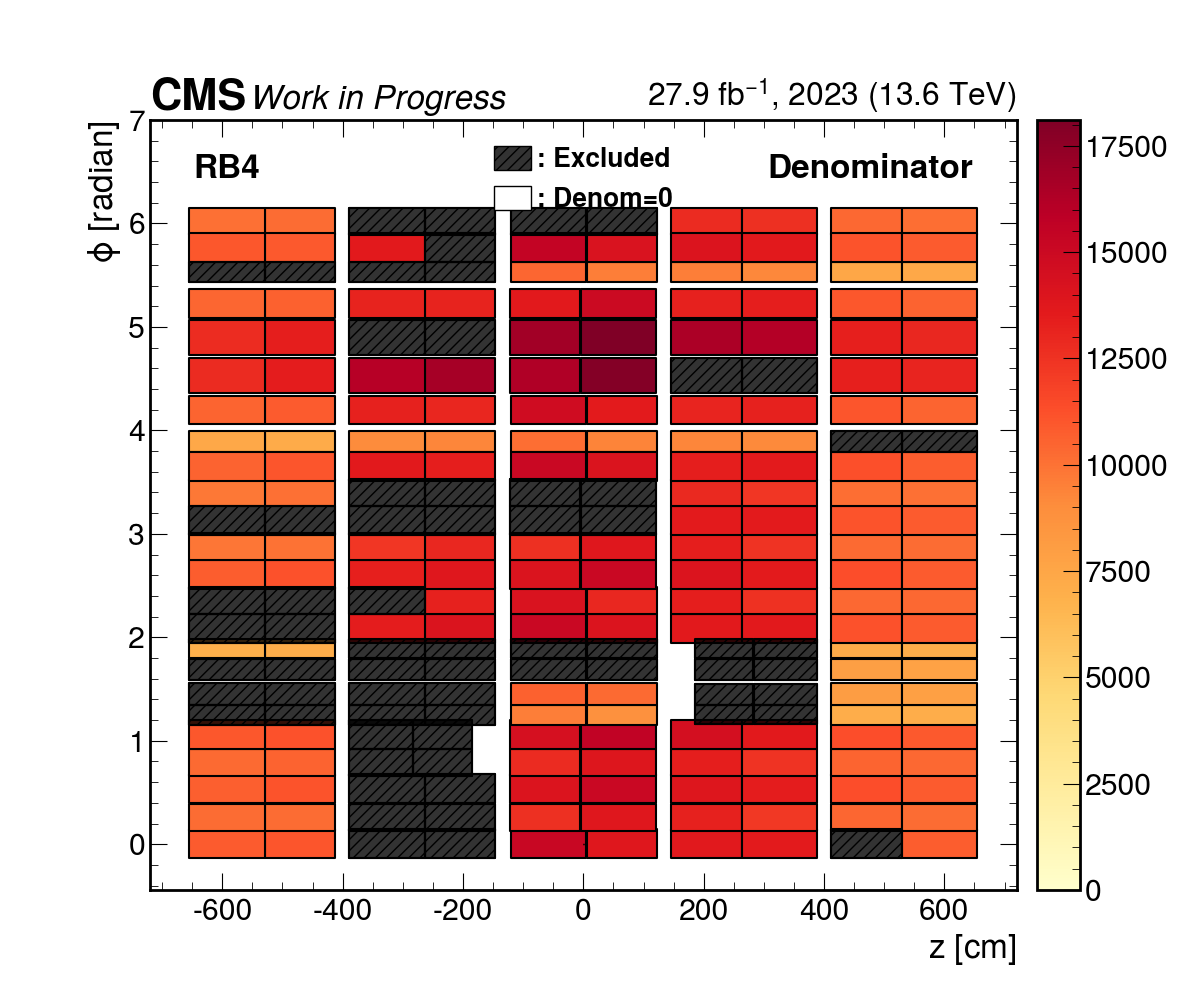 CMS Work in Progress 27.9 fb⁻¹, 2023 (13.6 TeV)
RB4 : Excluded Denominator
: Denom=0
ϕ [radian]
7
6
5
4
3
2
1
0
-600 -400 -200 0 200 400 600
z [cm]
17500
15000
12500
10000
7500
5000
2500
0